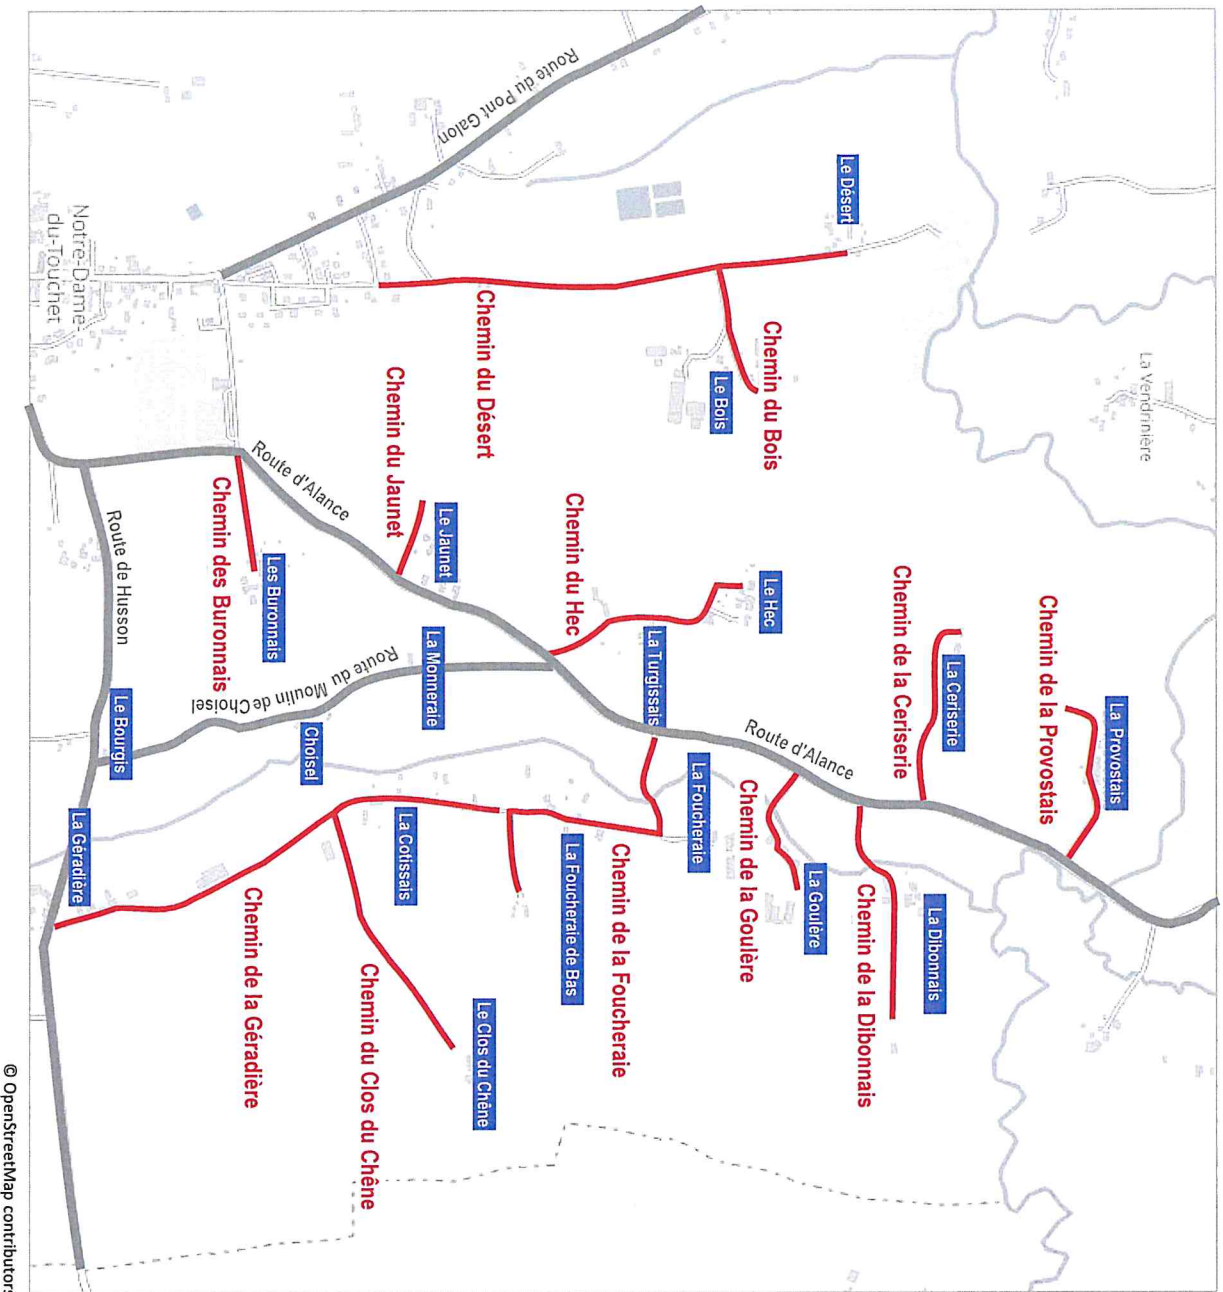 La Vendrinière
Chemin de la Provostais
La Provostais
Chemin de la Ceriserie
La Ceriserie
Le Désert
Chemin du Bois
Le Bois
Le Hec
Route d'Alance
La Dibonnais
Chemin de la Dibonnais
La Goulère
Chemin de la Goulère
La Foucheraie
La Turgissais
Chemin de la Foucheraie
Chemin du Hec
La Foucheraie de Bas
Route du Pont Galon
Chemin du Désert
Le Clos du Chêne
Le Jaunet
Chemin du Jaunet
La Monneraie
La Cotissais
Chemin du Clos du Chêne
Route d'Alance
Route du Moulin de Choisel
Choisel
Les Buronnais
Chemin des Buronnais
Chemin de la Géradière
Route de Husson
Le Bourgis
La Géradière
Notre-Dame-
du-Touchet
© OpenStreetMap contributors